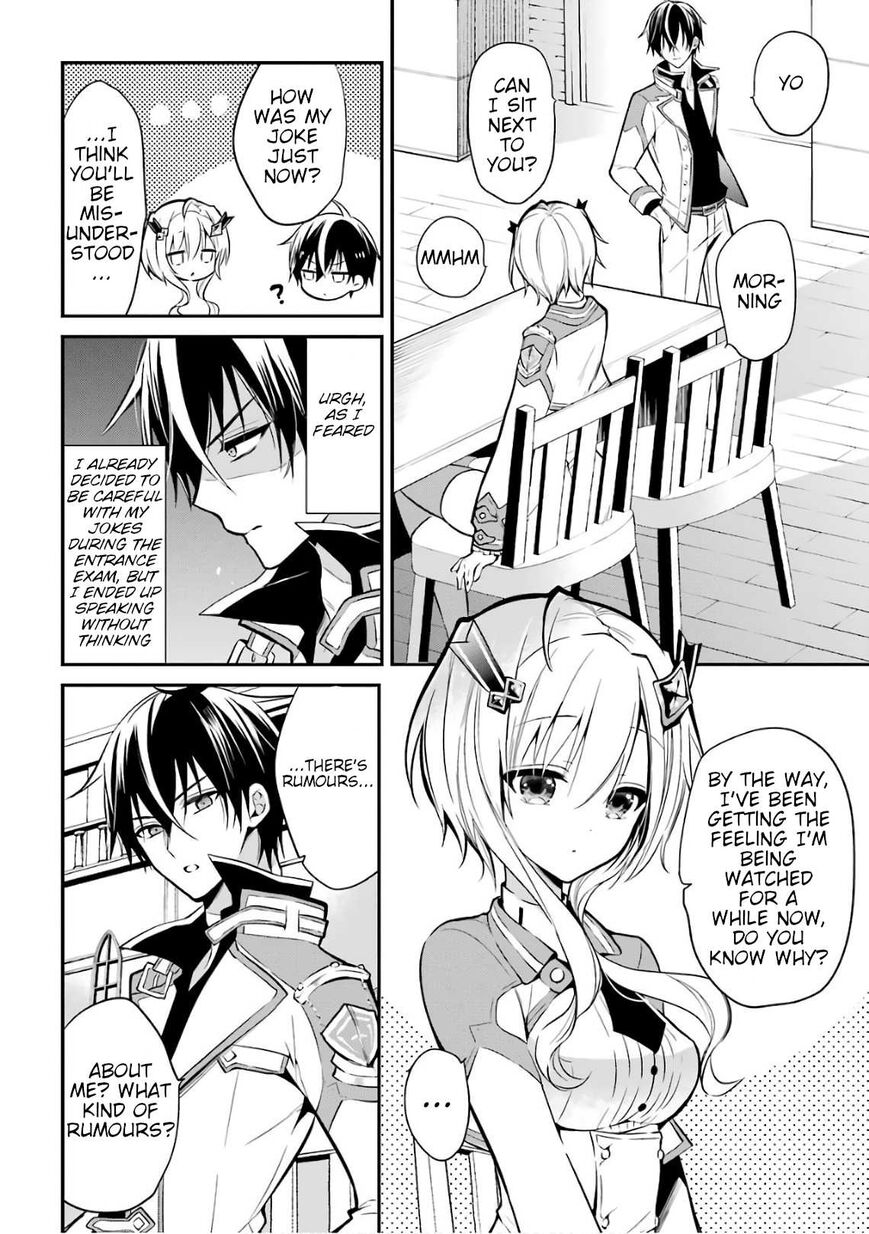 YO
CAN
I SIT
NEXT
TO
YOU?
MOR-
NING
MMHM
HOW
WAS MY
JOKE
JUST
NOW?
...I
THINK
YOU'LL
BE
MIS-
UNDER-
STOOD
...
?
URGH,
AS I
FEARED
I ALREADY
DECIDED TO
BE CAREFUL
WITH MY
JOKES
DURING THE
ENTRANCE
EXAM, BUT
I ENDED UP
SPEAKING
WITHOUT
THINKING
BY THE WAY,
I'VE BEEN
GETTING THE
FEELING I'M
BEING
WATCHED
FOR A
WHILE NOW,
DO YOU
KNOW WHY?
...
...THERE'S
RUMOURS...
ABOUT
ME? WHAT
KIND OF
RUMOURS?